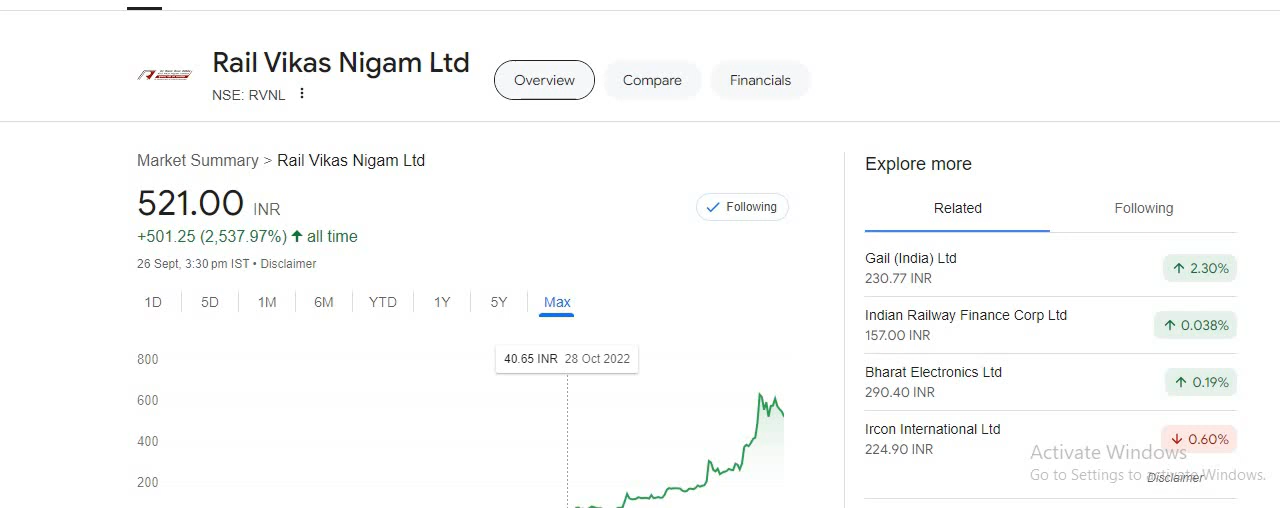 Rail Vikas Nigam Ltd
NSE: RVNL
Overview
Compare
Financials
Market Summary > Rail Vikas Nigam Ltd
521.00 INR
Following
+501.25 (2,537.97%) ↑ all time
26 Sept, 3:30 pm IST • Disclaimer
1D 5D 1M 6M YTD 1Y 5Y Max
40.65 INR 28 Oct 2022
800
600
400
200
Explore more
Related
Following
Gail (India) Ltd
230.77 INR
↑ 2.30%
Indian Railway Finance Corp Ltd
157.00 INR
↑ 0.038%
Bharat Electronics Ltd
290.40 INR
↑ 0.19%
Ircon International Ltd
224.90 INR
↓ 0.60%
Activate Windows
Go to Settings to activate Windows.
Disclaimer